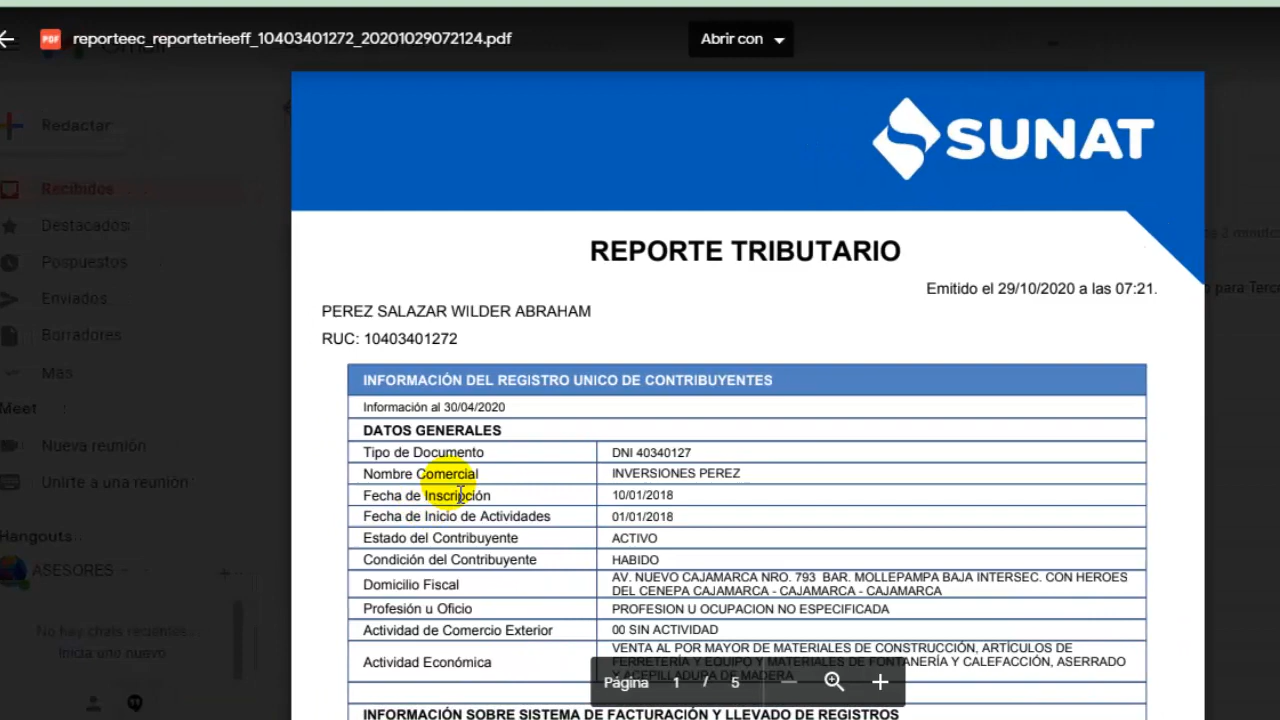 reporteec_reportetrieeff_10403401272_20201029072124.pdf
Abrir con
Redactar
Recibidos
Destacados
Pospuestos
Enviados
Borradores
Más
Meet
Nueva reunión
Unirte a una reunión
Hangouts
ASESORES
No hay chats recientes
Inicia uno nuevo
SUNAT
REPORTE TRIBUTARIO
Emitido el 29/10/2020 a las 07:21.
PEREZ SALAZAR WILDER ABRAHAM
RUC: 10403401272
INFORMACIÓN DEL REGISTRO UNICO DE CONTRIBUYENTES
Información al 30/04/2020
DATOS GENERALES
Tipo de Documento DNI 40340127
Nombre Comercial INVERSIONES PEREZ
Fecha de Inscripción 10/01/2018
Fecha de Inicio de Actividades 01/01/2018
Estado del Contribuyente ACTIVO
Condición del Contribuyente HABIDO
Domicilio Fiscal AV. NUEVO CAJAMARCA NRO. 793 BAR. MOLLEPAMPA BAJA INTERSEC. CON HEROES
DEL CENEPA CAJAMARCA - CAJAMARCA - CAJAMARCA
Profesión u Oficio PROFESION U OCUPACION NO ESPECIFICADA
Actividad de Comercio Exterior 00 SIN ACTIVIDAD
Actividad Económica VENTA AL POR MAYOR DE MATERIALES DE CONSTRUCCIÓN, ARTÍCULOS DE
FERRETERÍA Y EQUIPO Y MATERIALES DE FONTANERÍA Y CALEFACCIÓN, ASERRADO
Y ACEPILLADURA DE MADERA
Página 1 / 5
INFORMACIÓN SOBRE SISTEMA DE FACTURACIÓN Y LLEVADO DE REGISTROS